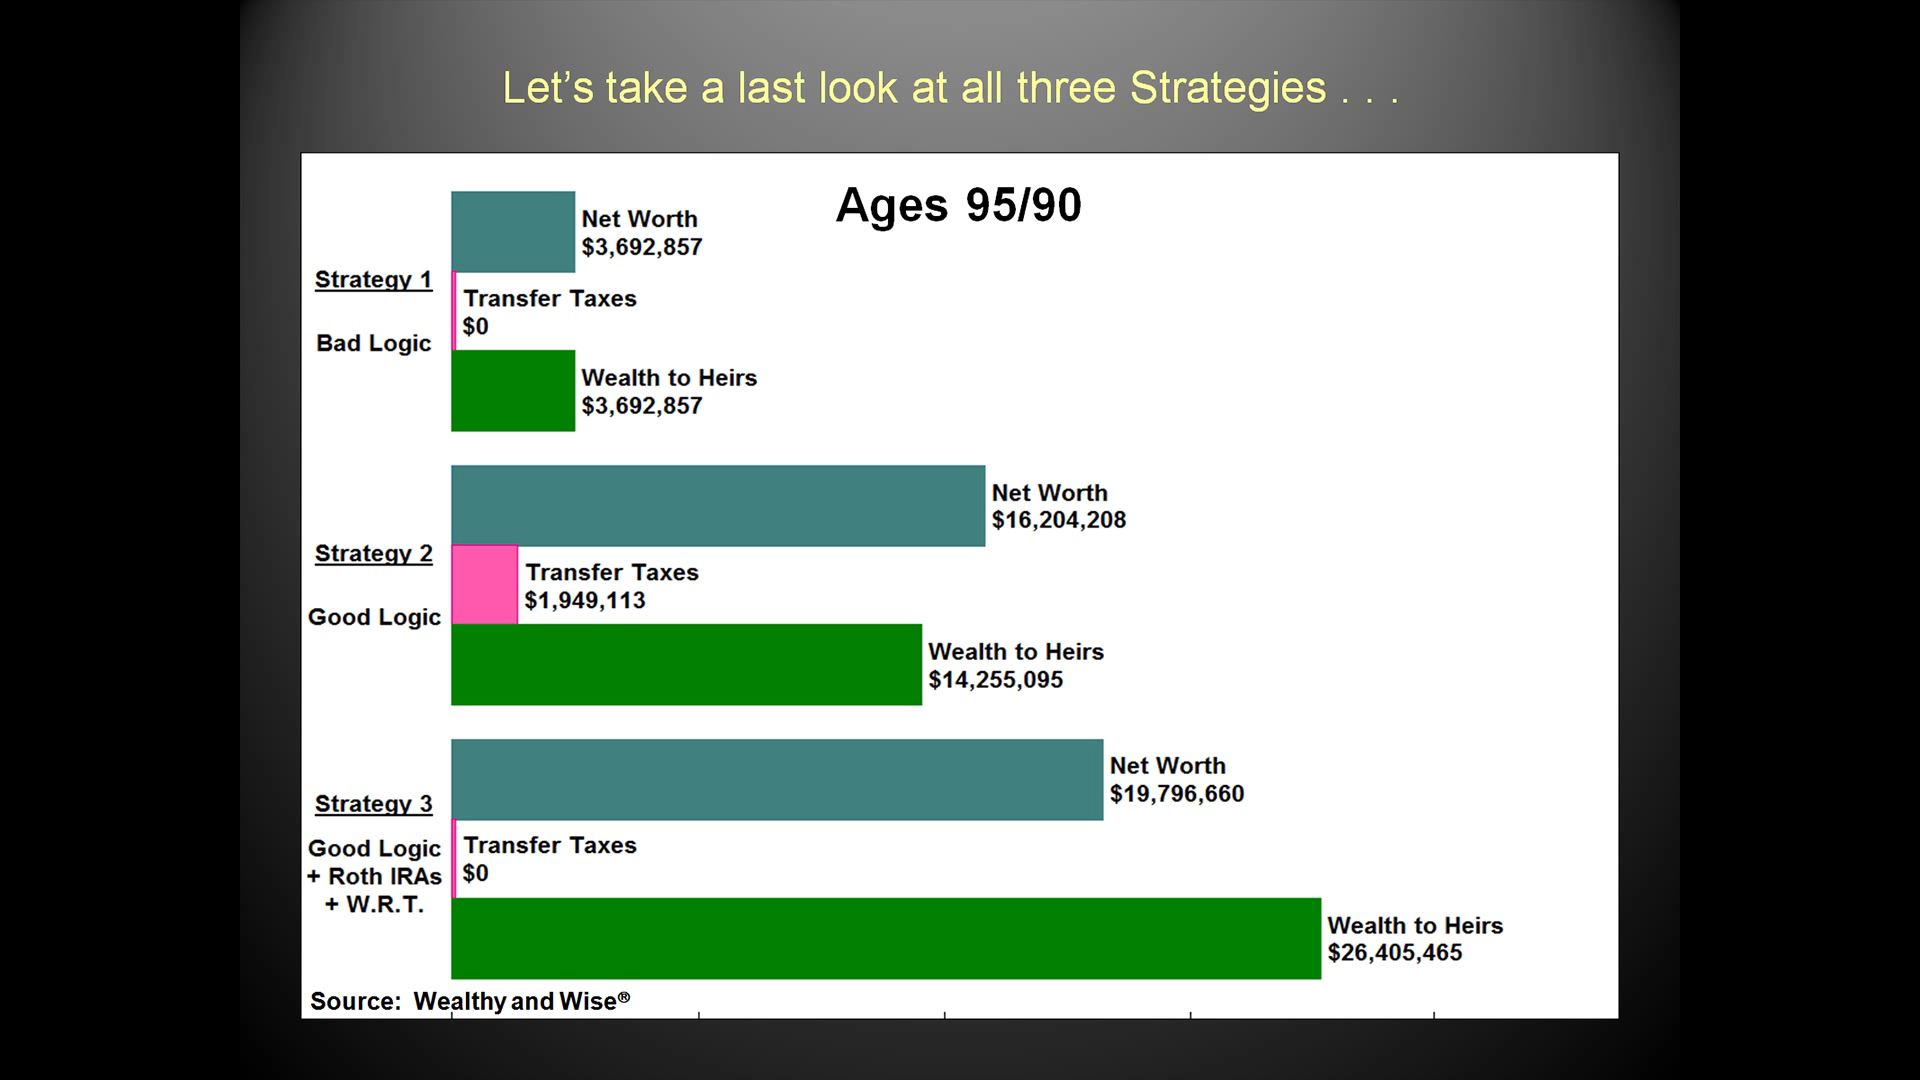 Let’s take a last look at all three Strategies . . .
Ages 95/90
Strategy 1
Bad Logic
Net Worth
$3,692,857
Transfer Taxes
$0
Wealth to Heirs
$3,692,857
Strategy 2
Good Logic
Net Worth
$16,204,208
Transfer Taxes
$1,949,113
Wealth to Heirs
$14,255,095
Strategy 3
Good Logic
+ Roth IRAs
+ W.R.T.
Net Worth
$19,796,660
Transfer Taxes
$0
Wealth to Heirs
$26,405,465
Source: Wealthy and Wise®